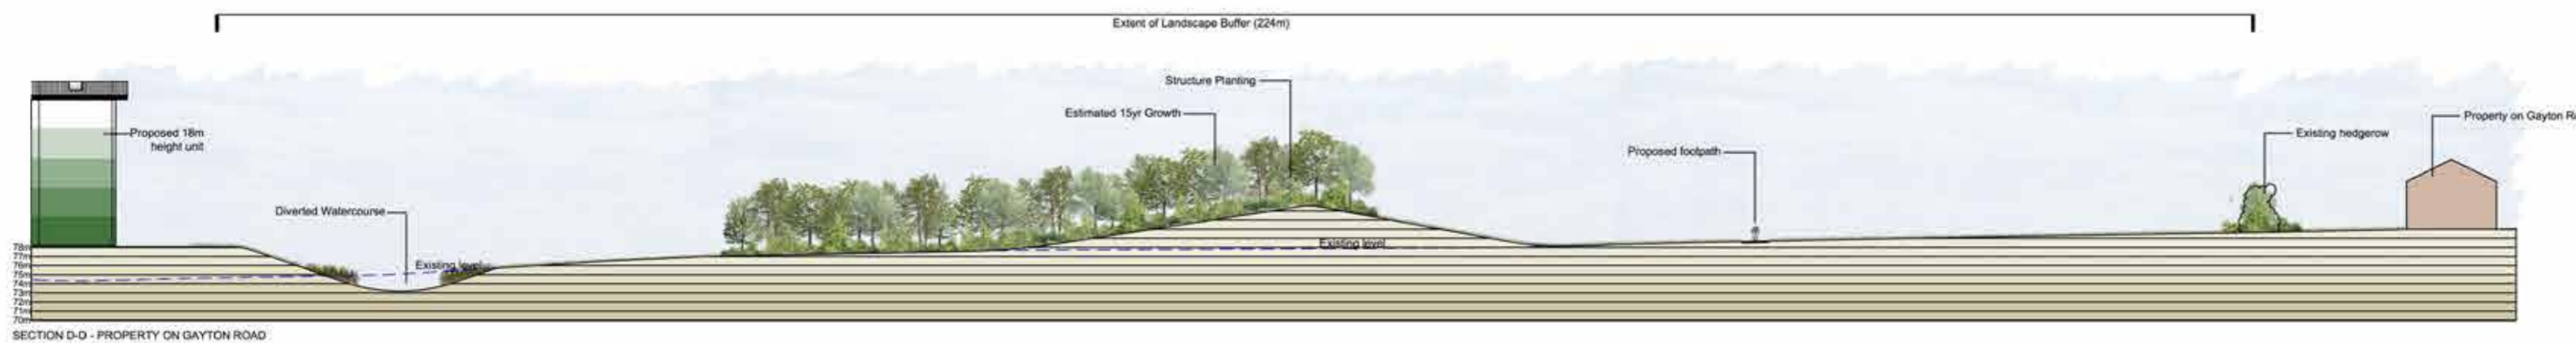 Extent of Landscape Buffer (224m)
Structure Planting
Estimated 15yr Growth
Property on Gayton R
Proposed 18m
height unit
Existing hedgerow
Proposed footpath
Diverted Watercourse
Existing level
Existing level
78m
77m
76m
75m
74m
73m
72m
71m
70m
SECTION D-D - PROPERTY ON GAYTON ROAD